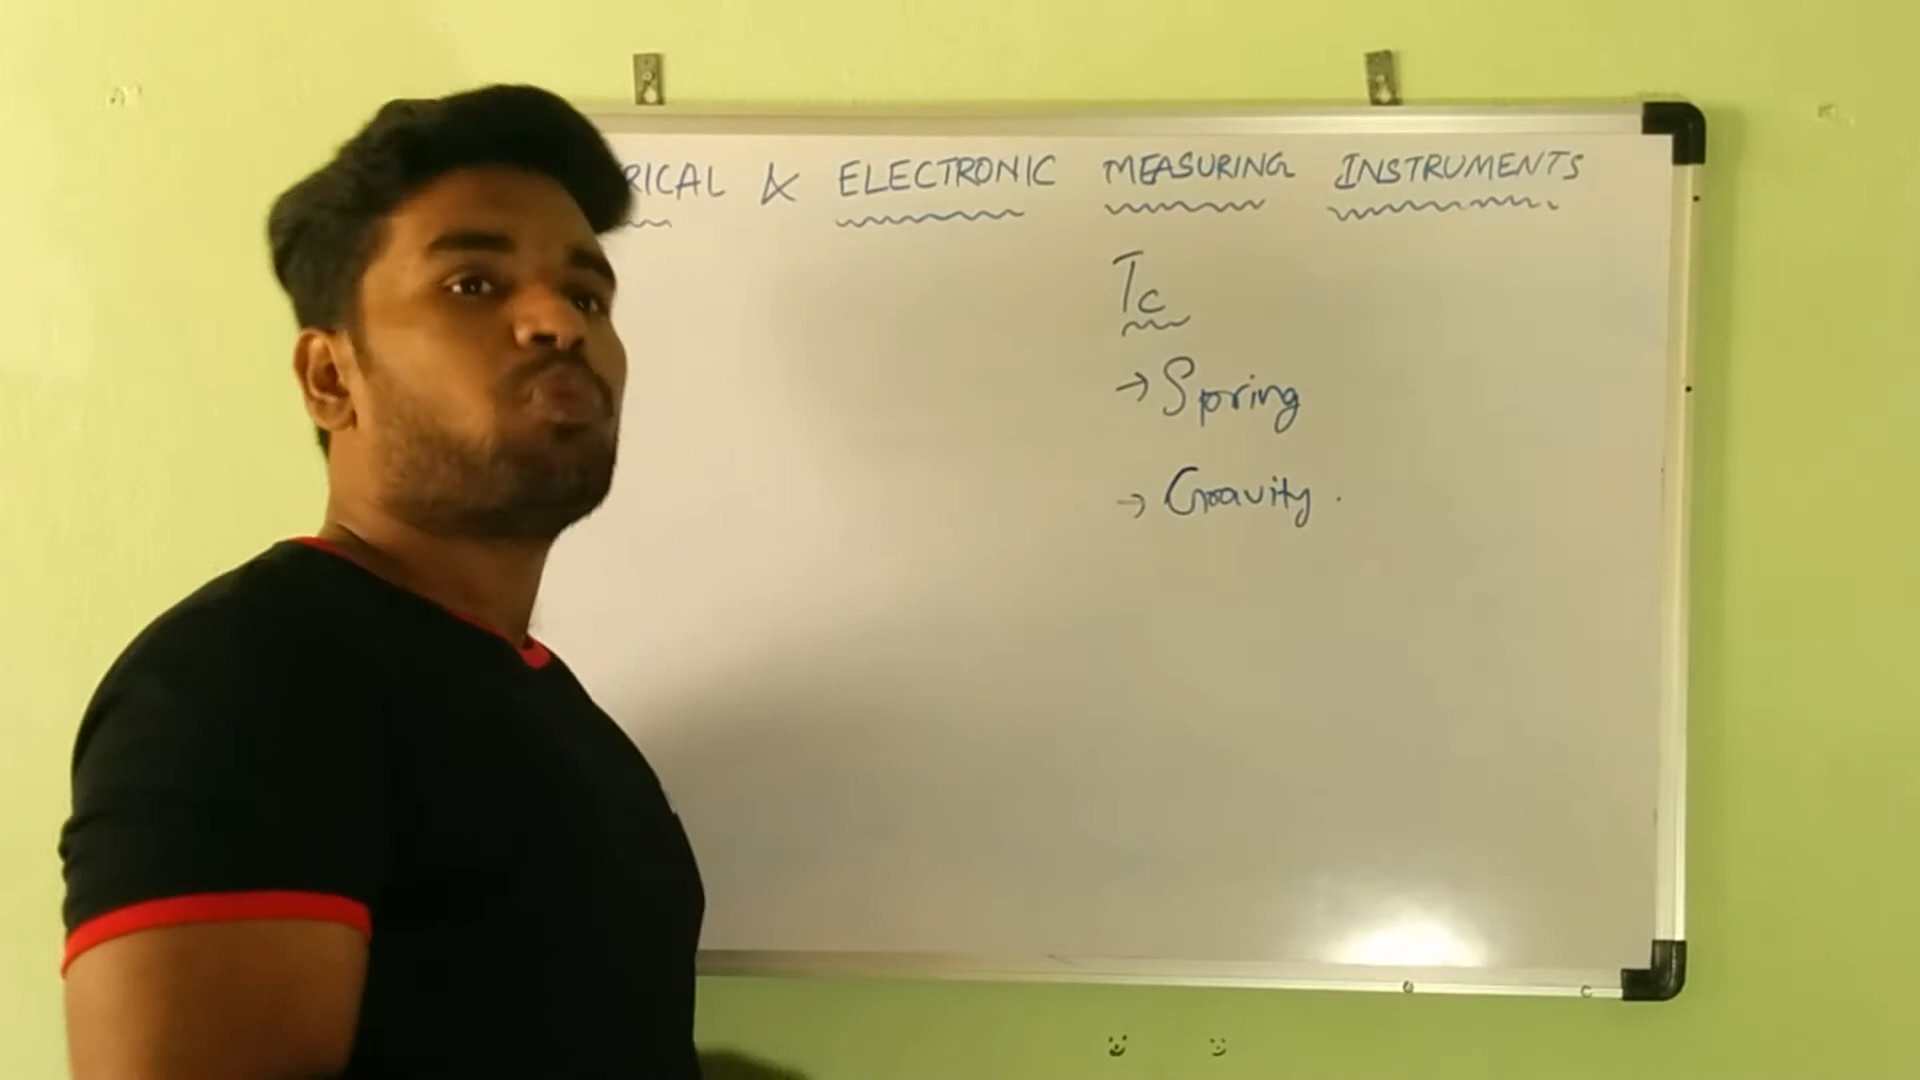 RICAL & ELECTRONIC MEASURING INSTRUMENTS
Tc
→ Spring
→ Gravity.